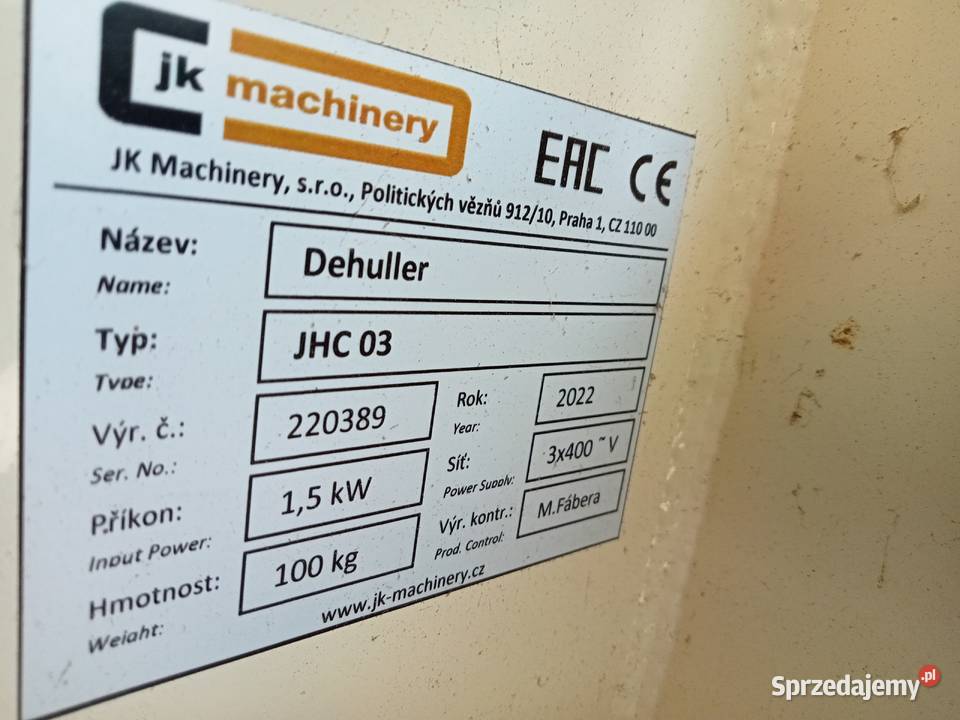 jk machinery
EAC CE
JK Machinery, s.r.o., Politických vězňů 912/10, Praha 1, CZ 110 00
Název: Dehuller
Name:
Typ: JHC 03
Type:
Výr. č.: 220389 Rok: 2022
Ser. No.: Year:
Příkon: 1,5 kW Síť: 3x400 ~ V
Input Power: Power Supply:
Hmotnost: 100 kg Výr. kontr.: M.Fábera
Weight: Prod. Control:
www.jk-machinery.cz
Sprzedajemy.pl